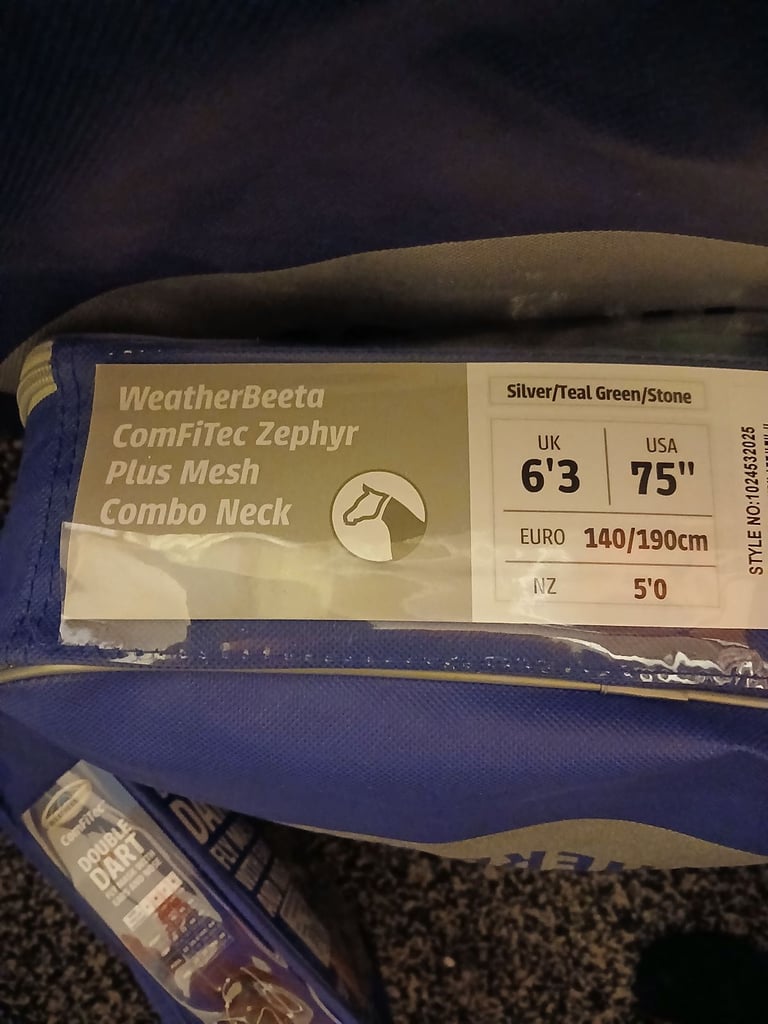 WeatherBeeta
ComFiTec Zephyr
Plus Mesh
Combo Neck
Silver/Teal Green/Stone
UK
6'3
USA
75"
EURO 140/190cm
NZ 5'0
STYLE NO:1024532025
ComFiTec
DOUBLE
DART